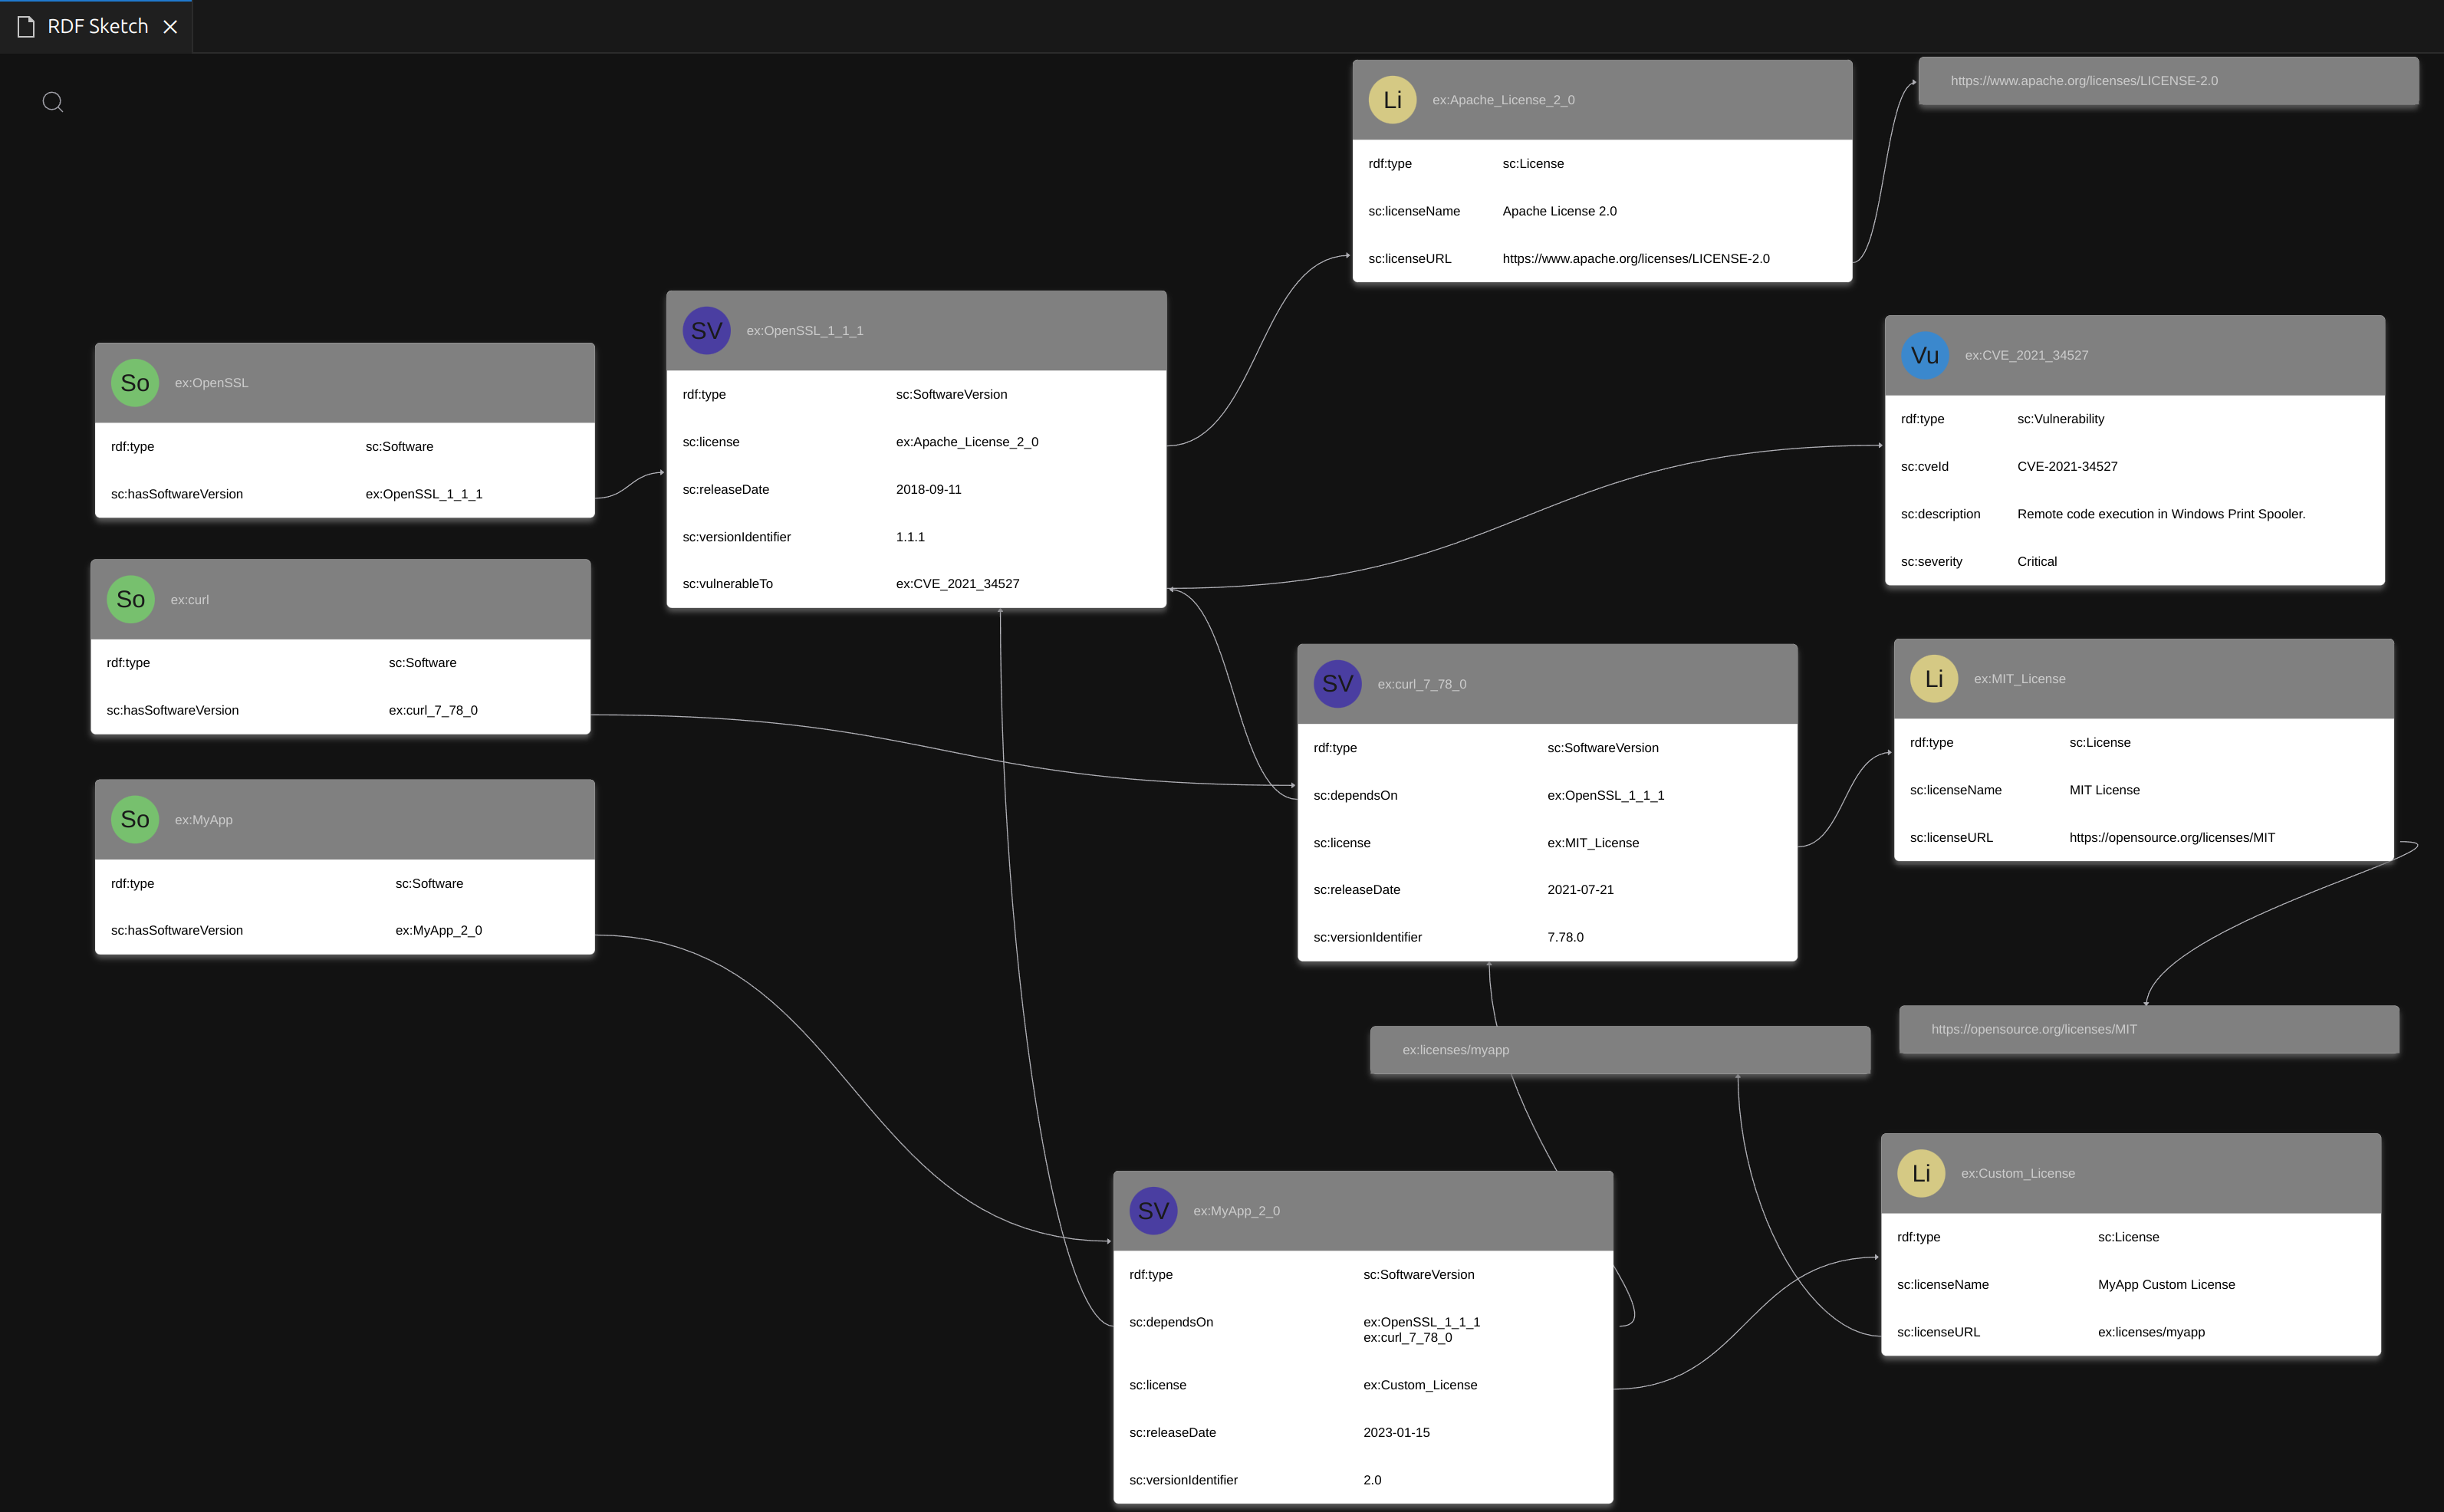 RDF Sketch
https://www.apache.org/licenses/LICENSE-2.0
Li ex:Apache_License_2_0
rdf:type sc:License
sc:licenseName Apache License 2.0
sc:licenseURL https://www.apache.org/licenses/LICENSE-2.0
SV ex:OpenSSL_1_1_1
rdf:type sc:SoftwareVersion
sc:license ex:Apache_License_2_0
sc:releaseDate 2018-09-11
sc:versionIdentifier 1.1.1
sc:vulnerableTo ex:CVE_2021_34527
Vu ex:CVE_2021_34527
rdf:type sc:Vulnerability
sc:cveId CVE-2021-34527
sc:description Remote code execution in Windows Print Spooler.
sc:severity Critical
So ex:OpenSSL
rdf:type sc:Software
sc:hasSoftwareVersion ex:OpenSSL_1_1_1
So ex:curl
rdf:type sc:Software
sc:hasSoftwareVersion ex:curl_7_78_0
SV ex:curl_7_78_0
rdf:type sc:SoftwareVersion
sc:dependsOn ex:OpenSSL_1_1_1
sc:license ex:MIT_License
sc:releaseDate 2021-07-21
sc:versionIdentifier 7.78.0
Li ex:MIT_License
rdf:type sc:License
sc:licenseName MIT License
sc:licenseURL https://opensource.org/licenses/MIT
So ex:MyApp
rdf:type sc:Software
sc:hasSoftwareVersion ex:MyApp_2_0
https://opensource.org/licenses/MIT
ex:licenses/myapp
SV ex:MyApp_2_0
rdf:type sc:SoftwareVersion
sc:dependsOn ex:OpenSSL_1_1_1
ex:curl_7_78_0
sc:license ex:Custom_License
sc:releaseDate 2023-01-15
sc:versionIdentifier 2.0
Li ex:Custom_License
rdf:type sc:License
sc:licenseName MyApp Custom License
sc:licenseURL ex:licenses/myapp